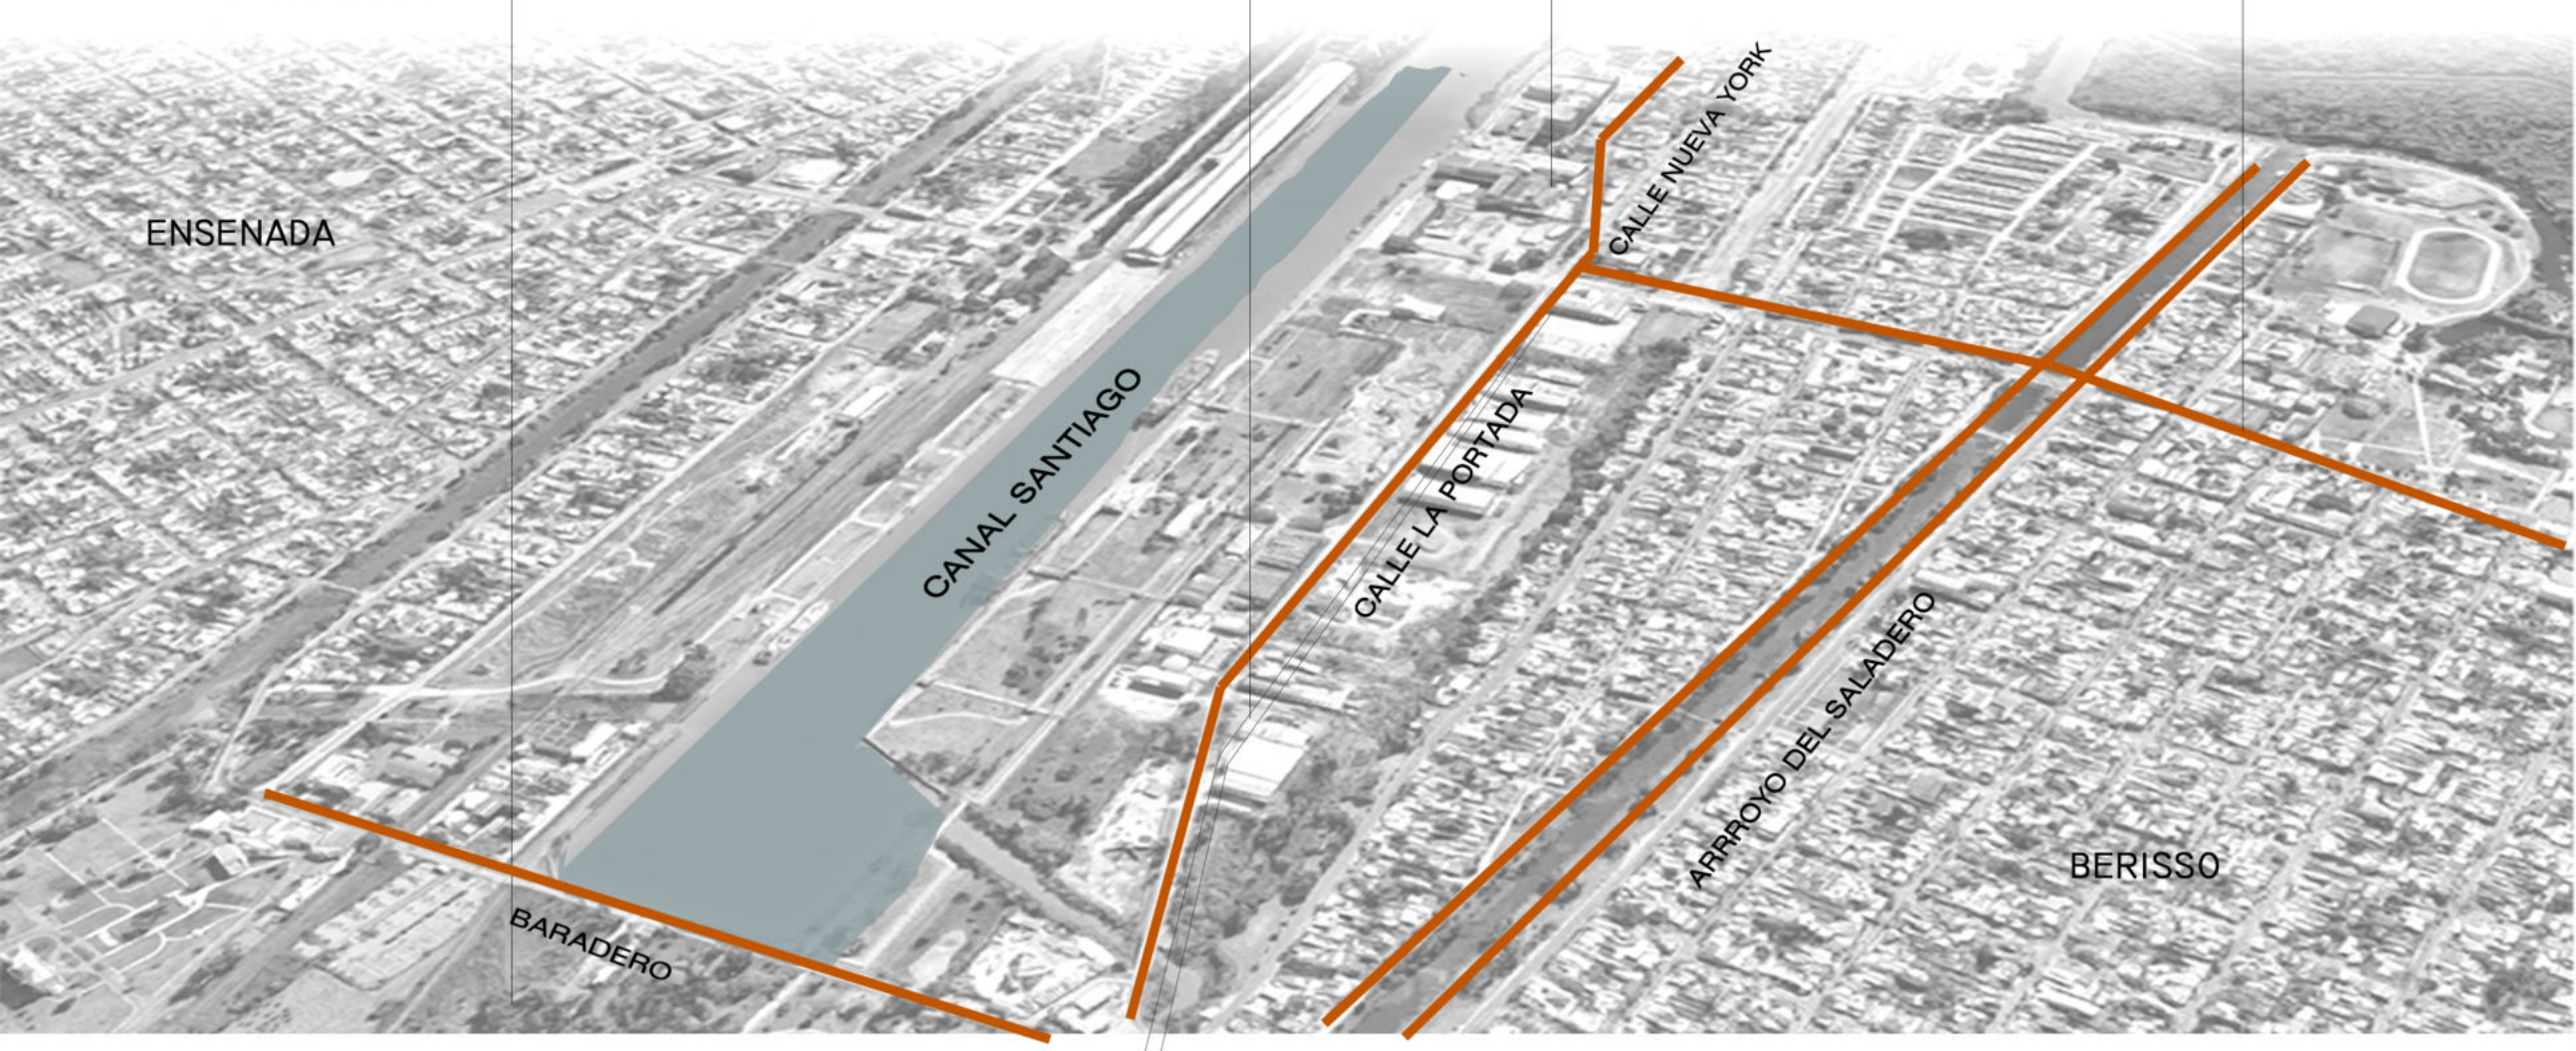 ENSENADA
CANAL SANTIAGO
BARADERO
CALLE NUEVA YORK
CALLE LA PORTADA
ARRROYO DEL SALADERO
BERISSO